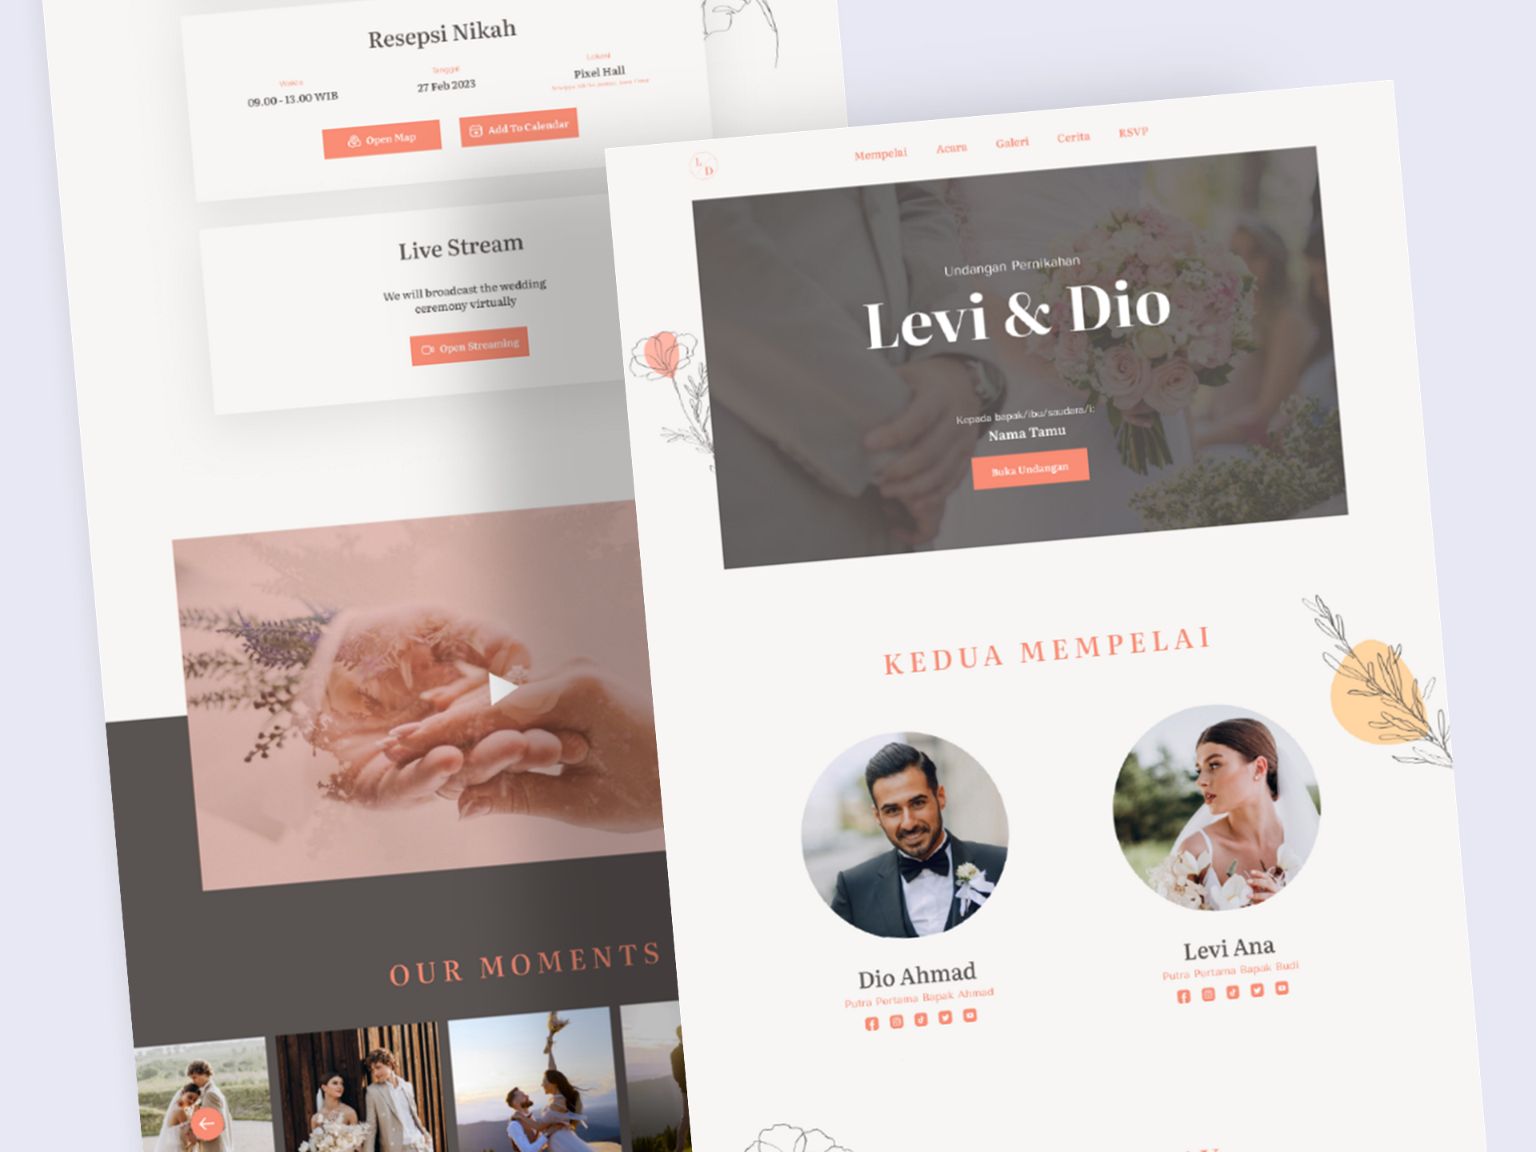 Resepsi Nikah
Waktu
09.00 - 13.00 WIB
Tanggal
27 Feb 2023
Lokasi
Pixel Hall
Open Map
Add To Calendar
Live Stream
We will broadcast the wedding
ceremony virtually
Open Streaming
OUR MOMENTS
L
D
Mempelai
Acara
Galeri
Cerita
RSVP
Undangan Pernikahan
Levi & Dio
Kepada bapak/ibu/saudara/i:
Nama Tamu
Buka Undangan
KEDUA MEMPELAI
Dio Ahmad
Putra Pertama Bapak Ahmad
Levi Ana
Putra Pertama Bapak Budi